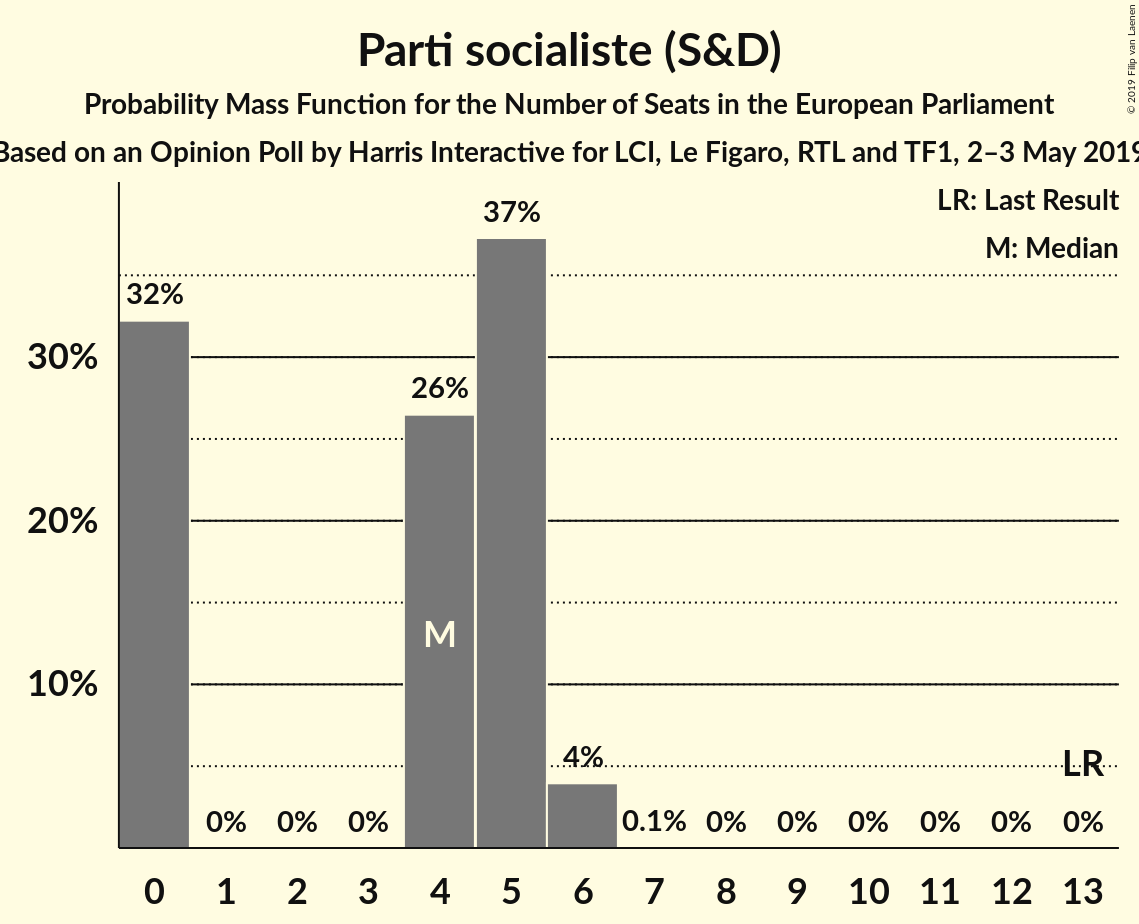 Parti socialiste (S&D)
Probability Mass Function for the Number of Seats in the European Parliament
Based on an Opinion Poll by Harris Interactive for LCI, Le Figaro, RTL and TF1, 2–3 May 2019
© 2019 Filip van Laenen
LR: Last Result
M: Median
37%
32%
30%
26%
20%
M
10%
4%
LR
0%
0%
0%
0.1%
0%
0%
0%
0%
0%
0%
0 1 2 3 4 5 6 7 8 9 10 11 12 13